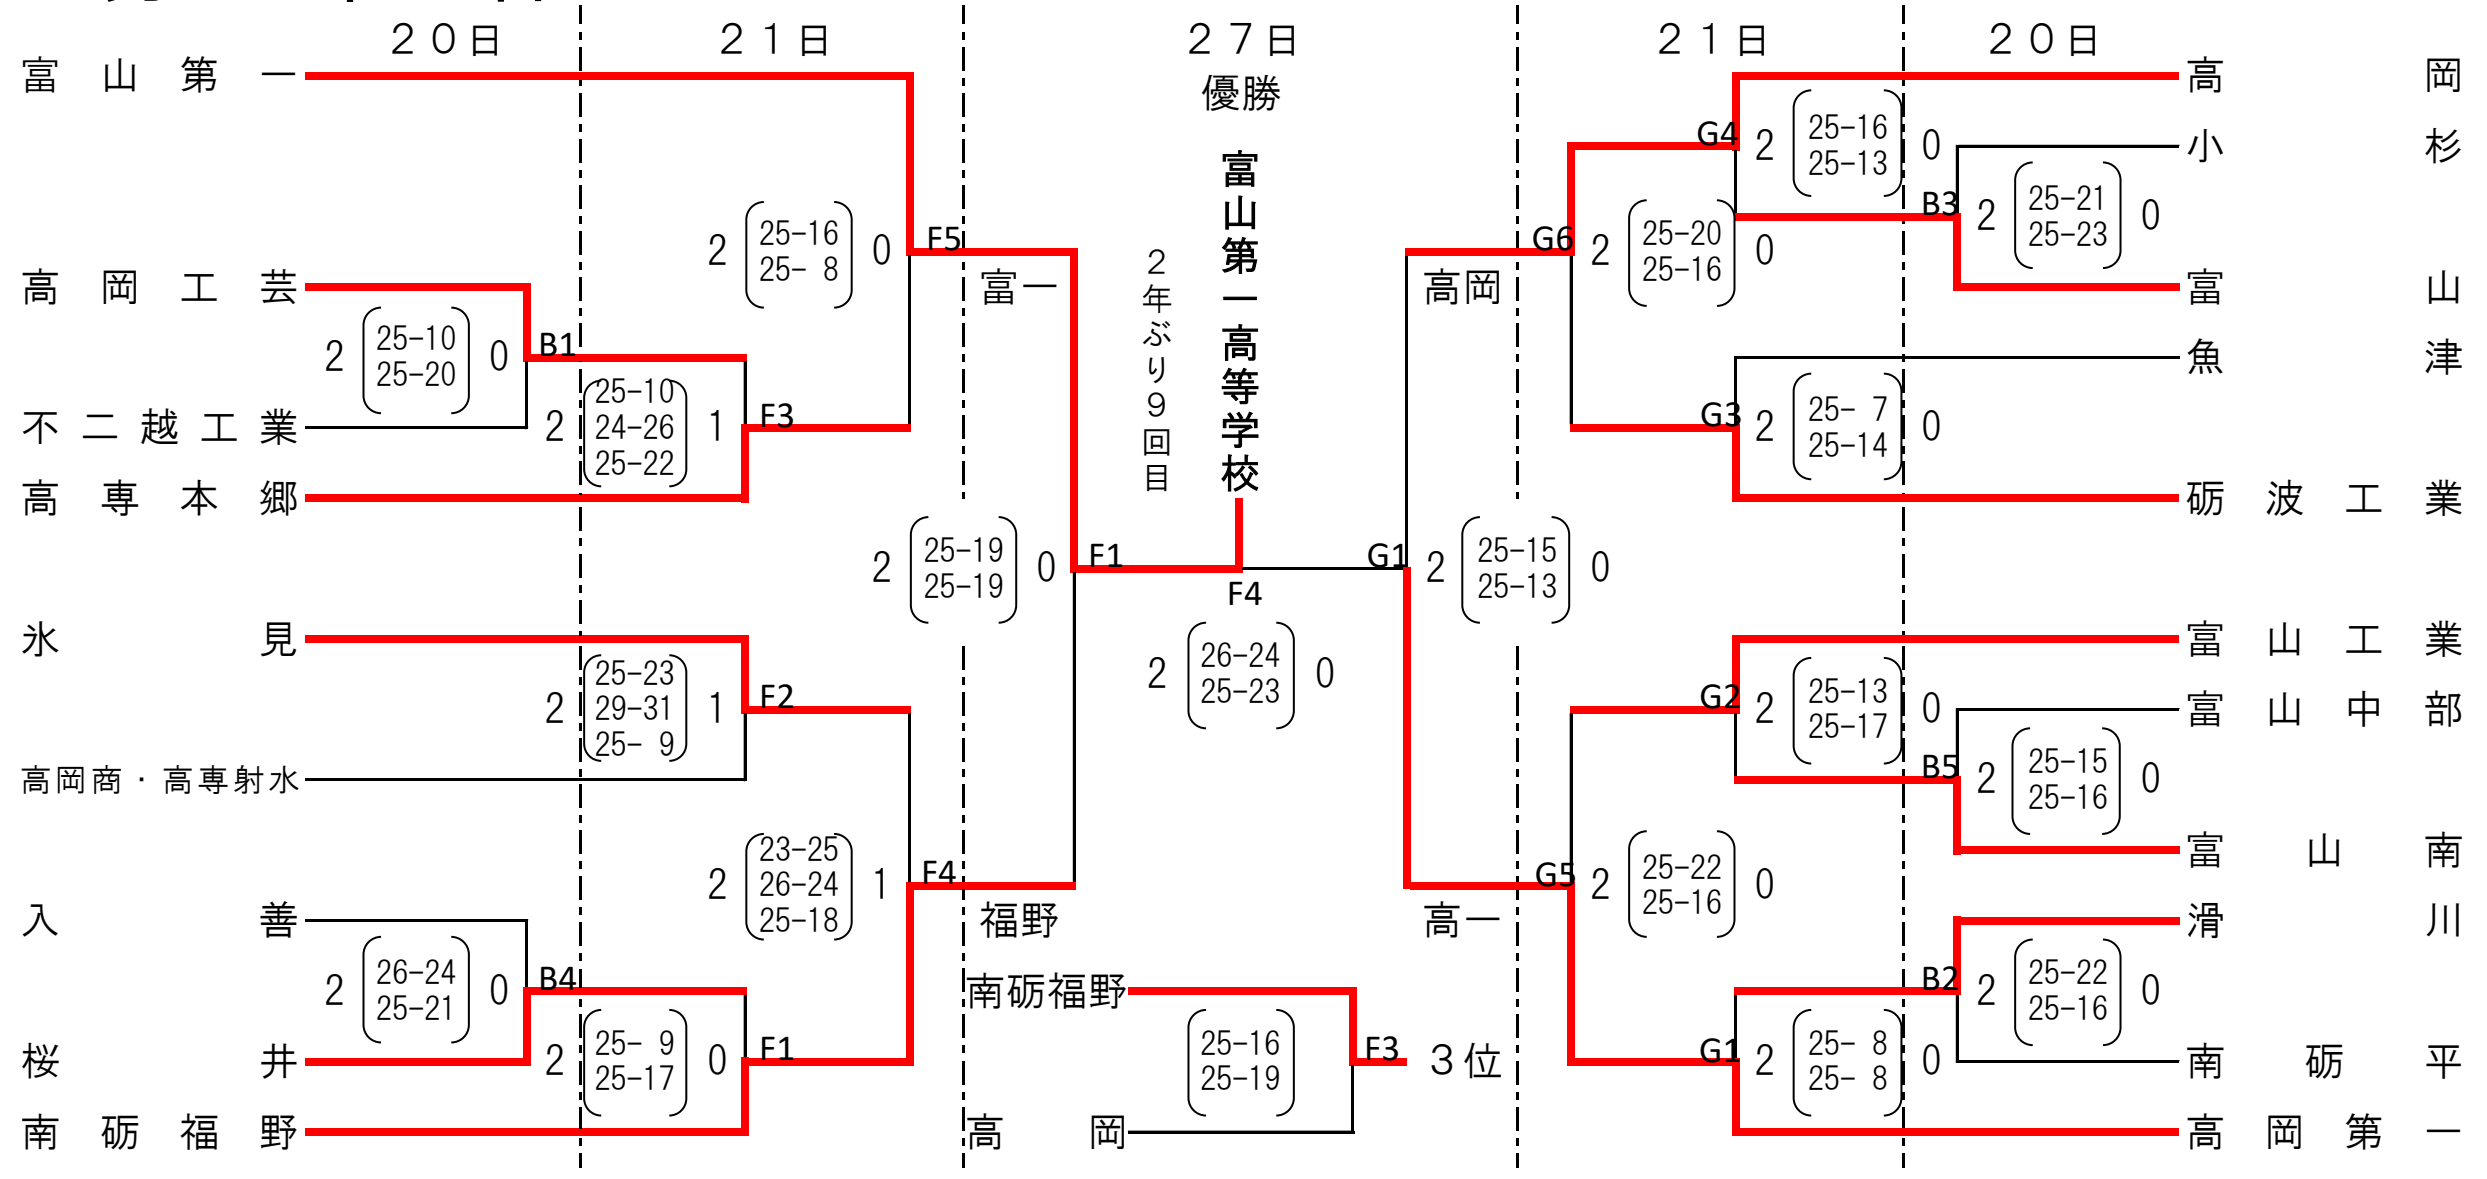 20日
21日
27日
21日
20日
優勝
富山第一高等学校
2年ぶり9回目
富山第一
高岡工芸
不二越工業
高専本郷
氷見
高岡商・高専射水
入善
桜井
南砺福野
2 25-10 25-20 0 B1
2 26-24 25-21 0 B4
2 25-10 24-26 25-22 1 F3
2 25-23 29-31 25-9 1 F2
2 25-9 25-17 0 F1
2 25-16 25-8 0 F5
2 23-25 26-24 25-18 1 F4
富一
福野
2 25-19 25-19 0 F1
F4
2 26-24 25-23 0
南砺福野
高岡
25-16 25-19
F3 3位
高岡
高一
G1 2 25-15 25-13 0
G6 2 25-20 25-16 0
G5 2 25-22 25-16 0
G4 2 25-16 25-13 0
G3 2 25-7 25-14 0
G2 2 25-13 25-17 0
G1 2 25-8 25-8 0
B3 2 25-21 25-23 0
B5 2 25-15 25-16 0
B2 2 25-22 25-16 0
高岡
小杉
富山
魚津
砺波工業
富山工業
富山中部
富山南
滑川
南砺平
高岡第一